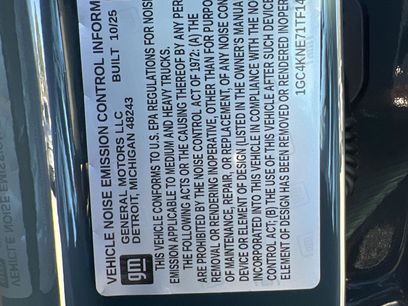 VEHICLE NOISE EMISSION CONTROL INFORM
gm
GENERAL MOTORS LLC
DETROIT, MICHIGAN 48243
BUILT 10/25
THIS VEHICLE CONFORMS TO U.S. EPA REGULATIONS FOR NOISE
EMISSION APPLICABLE TO MEDIUM AND HEAVY TRUCKS.
THE FOLLOWING ACTS OR THE CAUSING THEREOF BY ANY PER
ARE PROHIBITED BY THE NOISE CONTROL ACT OF 1972: (A) THE
REMOVAL OR RENDERING INOPERATIVE, OTHER THAN FOR PURPO
OF MAINTENANCE, REPAIR, OR REPLACEMENT, OF ANY NOISE CON
DEVICE OR ELEMENT OF DESIGN (LISTED IN THE OWNER'S MANUA
INCORPORATED INTO THIS VEHICLE IN COMPLIANCE WITH THE NO
CONTROL ACT; (B) THE USE OF THIS VEHICLE AFTER SUCH DEVICE
ELEMENT OF DESIGN HAS BEEN REMOVED OR RENDERED INOPER
1GC4KNE71TF14